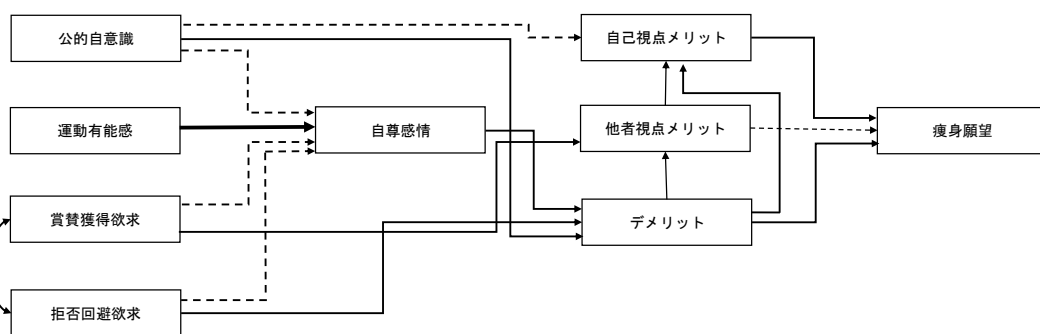 公的自意識
自己視点メリット
運動有能感
自尊感情
他者視点メリット
痩身願望
賞賛獲得欲求
デメリット
拒否回避欲求